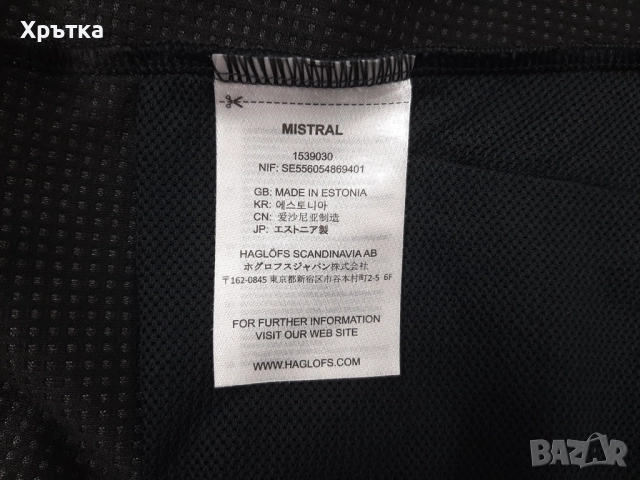 Хрътка
MISTRAL
1539030
NIF: SE556054869401
GB: MADE IN ESTONIA
KR: 에스토니아
CN: 爱沙尼亚制造
JP: エストニア製
HAGLÖFS SCANDINAVIA AB
ホグロフスジャパン株式会社
〒162-0845 東京都新宿区市谷本村町2-5 6F
FOR FURTHER INFORMATION
VISIT OUR WEB SITE
WWW.HAGLOFS.COM
BAZAR